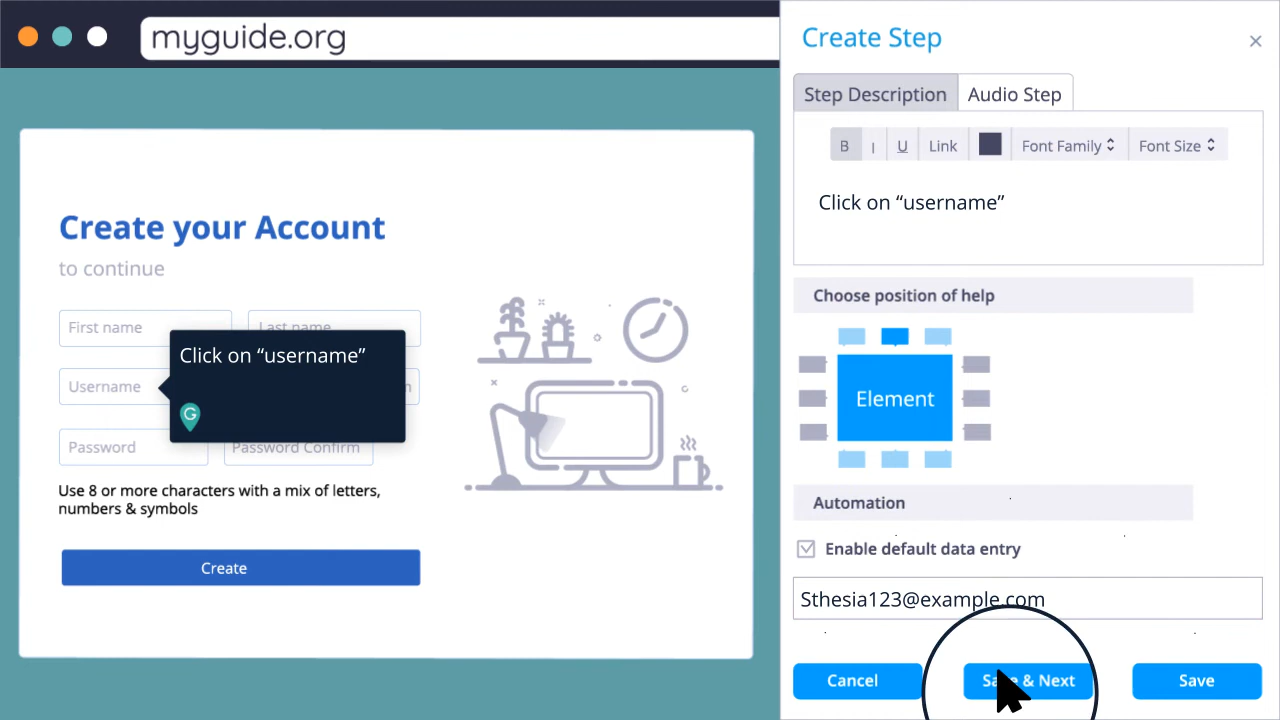 myguide.org
Create your Account
to continue
First name
Last name
Username
Click on “username”
G
Password
Password Confirm
Use 8 or more characters with a mix of letters,
numbers & symbols
Create
Create Step
×
Step Description
Audio Step
B I U Link Font Family Font Size
Click on “username”
Choose position of help
Element
Automation
Enable default data entry
Sthesia123@example.com
Cancel
Save & Next
Save